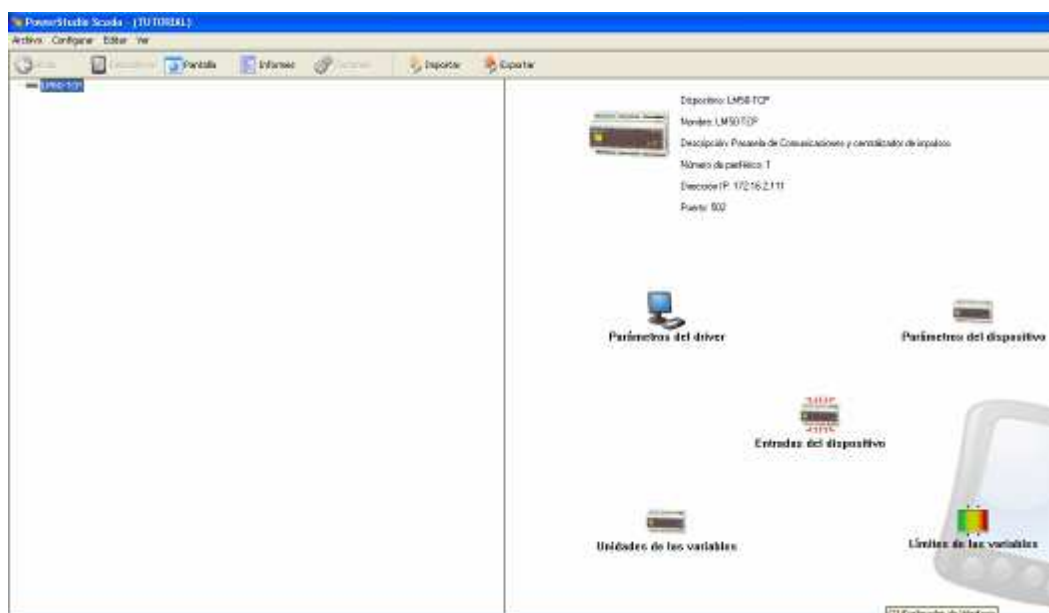 PowerStudio Scada - (TUTORIAL)
Archivo Configurar Editar Ver
Pantalla Informes Importar Exportar
LM50-TCP
Dispositivo: LM50-TCP
Nombre: LM50-TCP
Descripción: Pasarela de Comunicaciones y centralizador de impulsos
Número de periférico: 1
Dirección IP: 172.16.2.111
Puerto: 502
Parámetros del driver
Parámetros del dispositivo
Entradas del dispositivo
Unidades de las variables
Límites de las variables